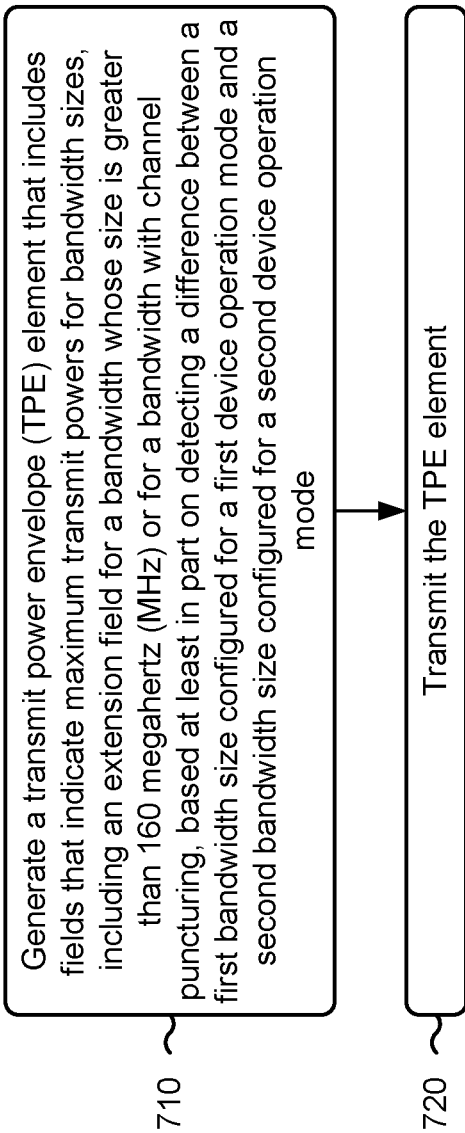 710
Generate a transmit power envelope (TPE) element that includes
fields that indicate maximum transmit powers for bandwidth sizes,
including an extension field for a bandwidth whose size is greater
than 160 megahertz (MHz) or for a bandwidth with channel
puncturing, based at least in part on detecting a difference between a
first bandwidth size configured for a first device operation mode and a
second bandwidth size configured for a second device operation
mode
720
Transmit the TPE element